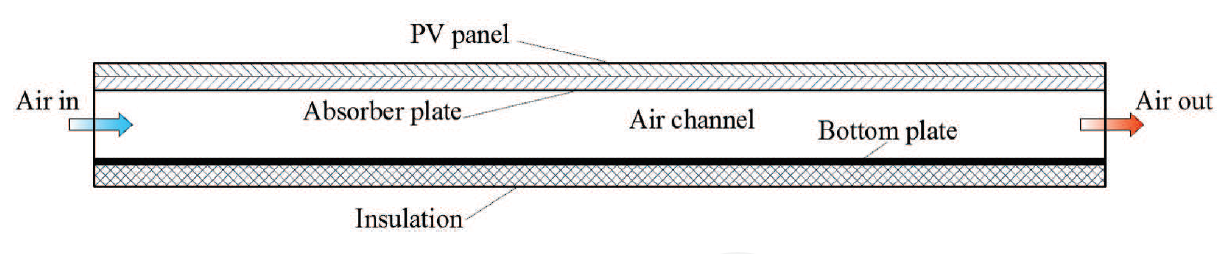 PV panel
Air in
Absorber plate
Air channel
Air out
Bottom plate
Insulation